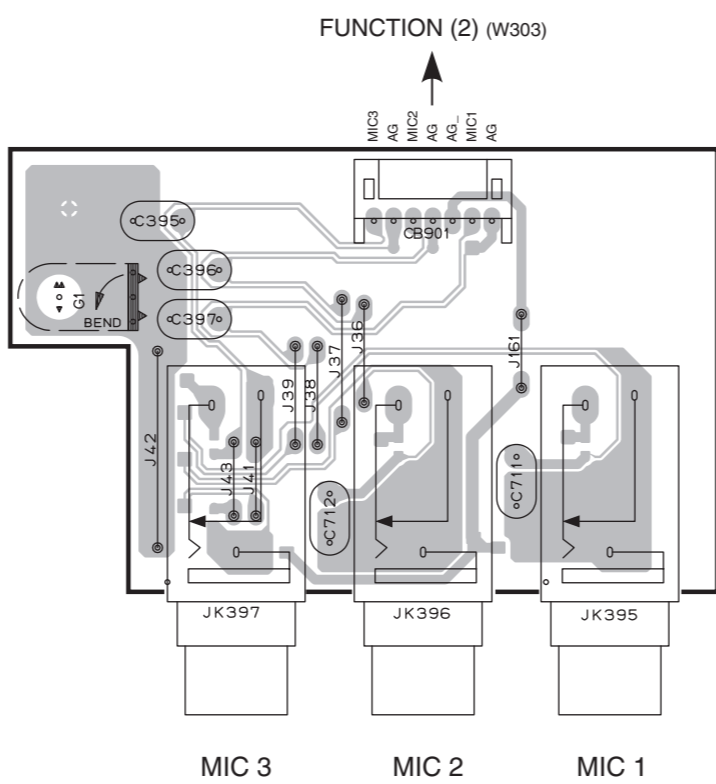 FUNCTION (2) (W303)
MIC3
AG
MIC2
AG
AG_
MIC1
AG
C395
CB901
C396
G1
C397
BEND
J37
J36
J161
J39
J38
J42
J43
J41
C711
C712
JK397
JK396
JK395
MIC 3
MIC 2
MIC 1